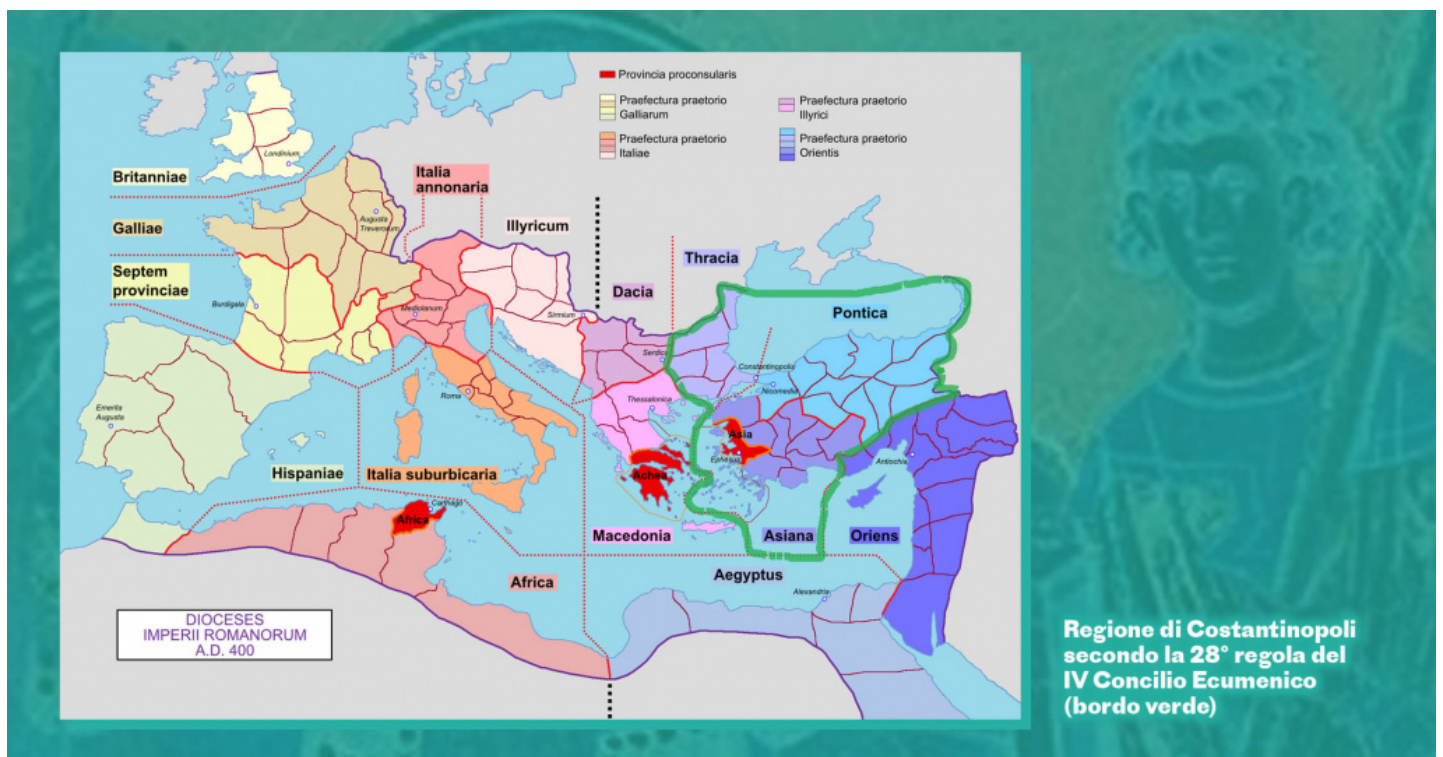 Provincia proconsularis
Praefectura praetorio
Galliarum
Praefectura praetorio
Italiae
Praefectura praetorio
Illyrici
Praefectura praetorio
Orientis
Britanniae
Londinium
Galliae
Augusta
Treverorum
Italia
annonaria
Illyricum
Septem
provinciae
Burdigala
Mediolanum
Sirmium
Dacia
Thracia
Pontica
Serdica
Constantinopolis
Nicomedia
Thessalonica
Roma
Emerita
Augusta
Asia
Ephesus
Achea
Antiochia
Hispaniae
Italia suburbicaria
Carthago
Africa
Macedonia
Asiana
Oriens
Africa
Aegyptus
Alexandria
DIOCESES
IMPERII ROMANORUM
A.D. 400
Regione di Costantinopoli
secondo la 28° regola del
IV Concilio Ecumenico
(bordo verde)